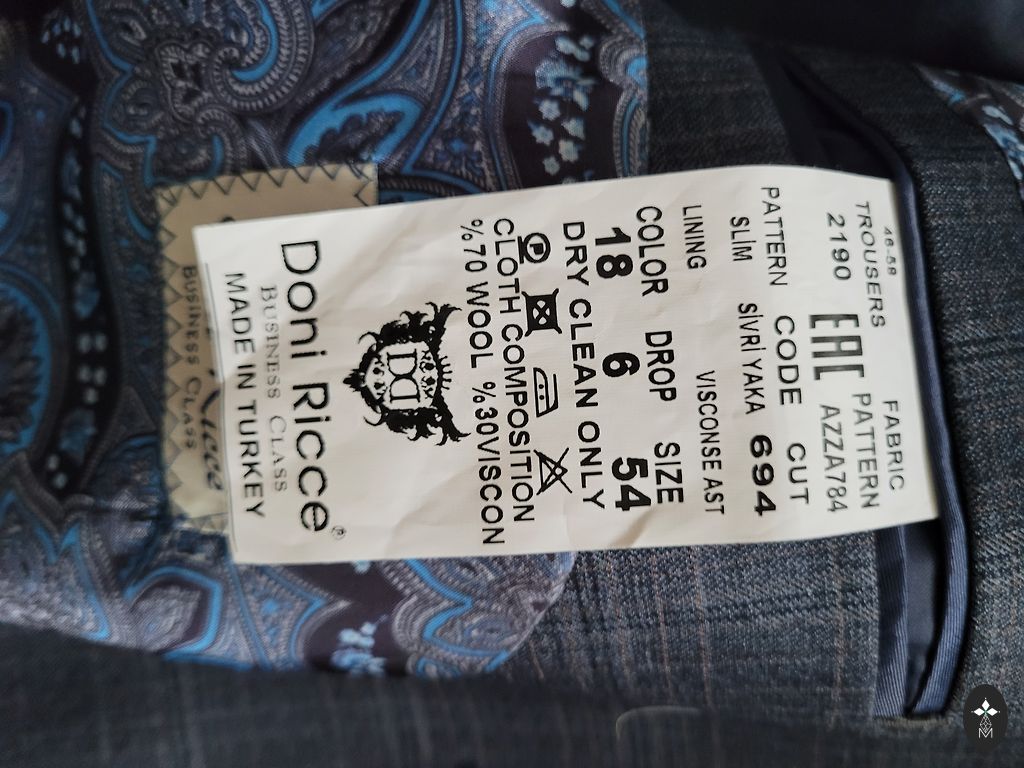 46-58 FABRIC
TROUSERS PATTERN
2190 EAC AZZA784
PATTERN CODE CUT
SLİM SİVRİ YAKA 694
LINING VISCONSE AST
COLOR DROP SIZE
18 6 54
DRY CLEAN ONLY
P
CLOTH COMPOSITION
%70 WOOL %30VISCON
DD
Doni Ricce®
BUSINESS CLASS
MADE IN TURKEY
BUSINESS CLASS
M